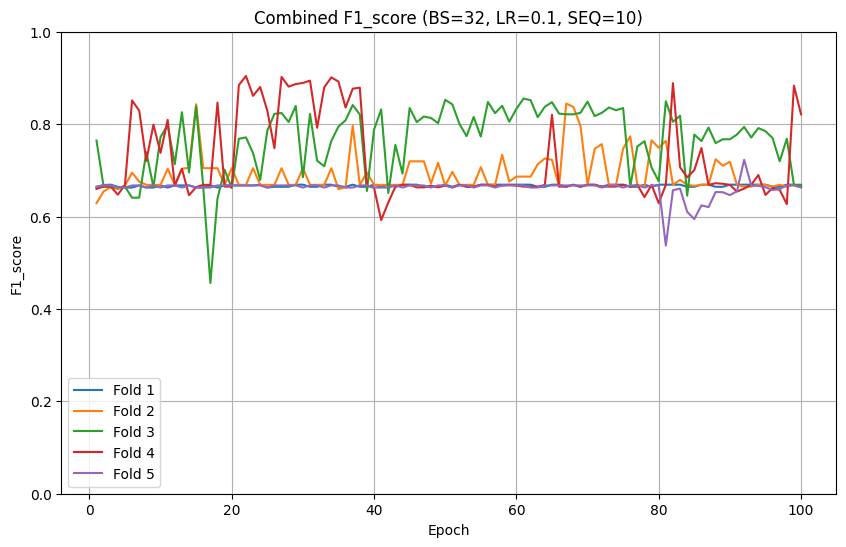 Combined F1_score (BS=32, LR=0.1, SEQ=10)
F1_score
1.0
0.8
0.6
0.4
0.2
0.0
Fold 1
Fold 2
Fold 3
Fold 4
Fold 5
0 20 40 60 80 100
Epoch